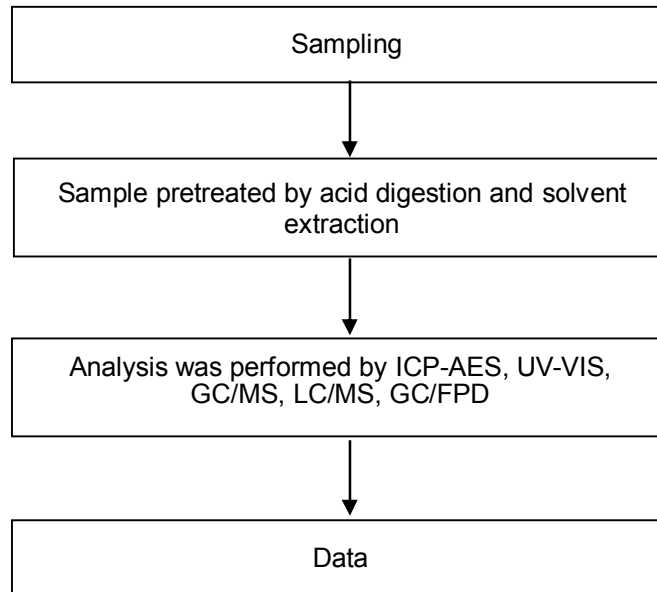 Sampling
Sample pretreated by acid digestion and solvent
extraction
Analysis was performed by ICP-AES, UV-VIS,
GC/MS, LC/MS, GC/FPD
Data